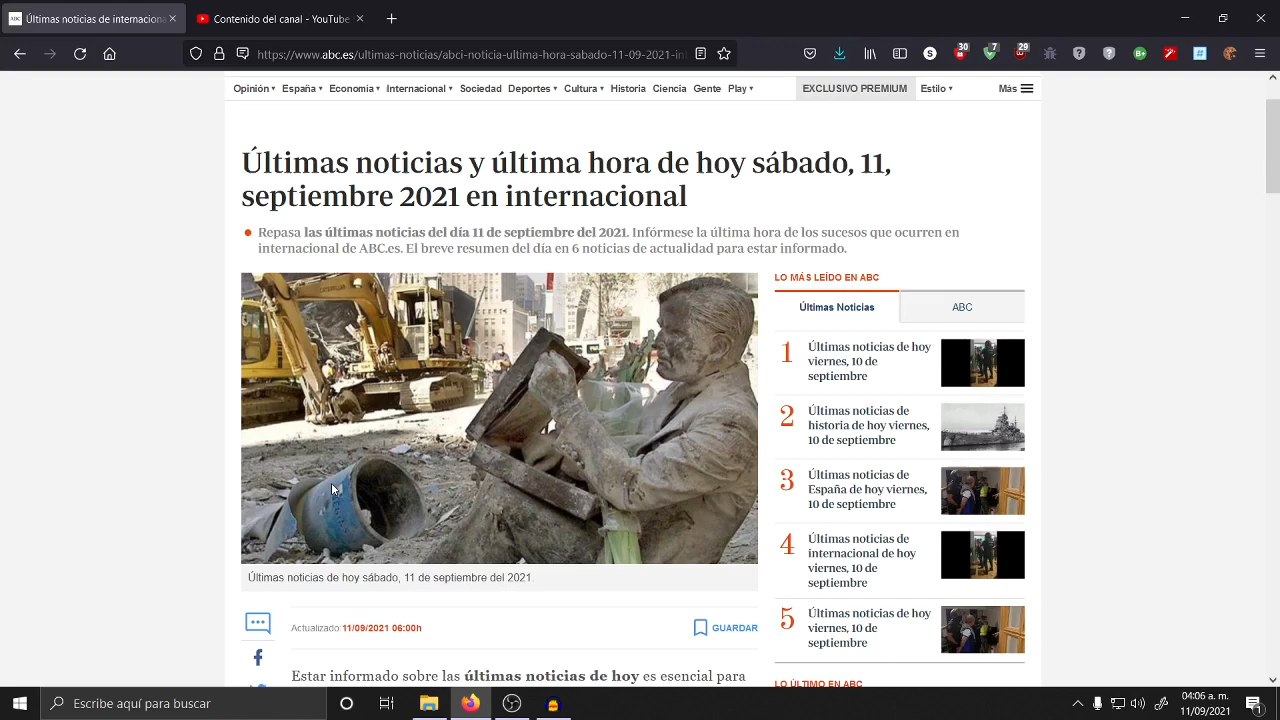 Últimas noticias de internaciona
Content - YouTube
https://www.abc.es/ultimas-noticias-hoy/abci-ultima-hora-sabado-11-09-2021-int
30
7
29
Opinión
España
Economía
Internacional
Sociedad
Deportes
Cultura
Historia
Ciencia
Gente
Play
EXCLUSIVO PREMIUM
Estilo
Más
Últimas noticias y última hora de hoy sábado, 11,
septiembre 2021 en internacional
Repasa las últimas noticias del día 11 de septiembre del 2021. Infórmese la última hora de los sucesos que ocurren en
internacional de ABC.es. El breve resumen del día en 6 noticias de actualidad para estar informado.
Últimas noticias de hoy sábado, 11 de septiembre del 2021.
Actualizado:11/09/2021 06:00h
GUARDAR
Estar informado sobre las últimas noticias de hoy es esencial para
LO MÁS LEÍDO EN ABC
Últimas Noticias
ABC
1
Últimas noticias de hoy
viernes, 10 de
septiembre
2
Últimas noticias de
historia de hoy viernes,
10 de septiembre
3
Últimas noticias de
España de hoy viernes,
10 de septiembre
4
Últimas noticias de
internacional de hoy
viernes, 10 de
septiembre
5
Últimas noticias de hoy
viernes, 10 de
septiembre
LO ÚLTIMO EN ABC
Escribe aquí para buscar
04:06 a. m.
11/09/2021